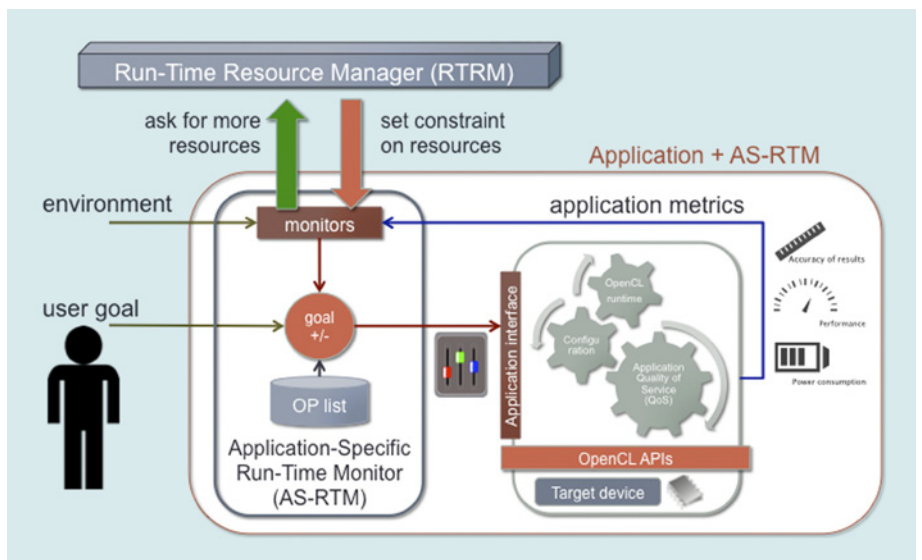 Run-Time Resource Manager (RTRM)
ask for more
resources
set constraint
on resources
Application + AS-RTM
environment
monitors
application metrics
Accuracy of results
user goal
goal
+/-
Application interface
OpenCL
runtime
Configu
ration
Performance
Application
Quality of
Service
(QoS)
Power consumption
OP list
Application-Specific
Run-Time Monitor
(AS-RTM)
OpenCL APIs
Target device